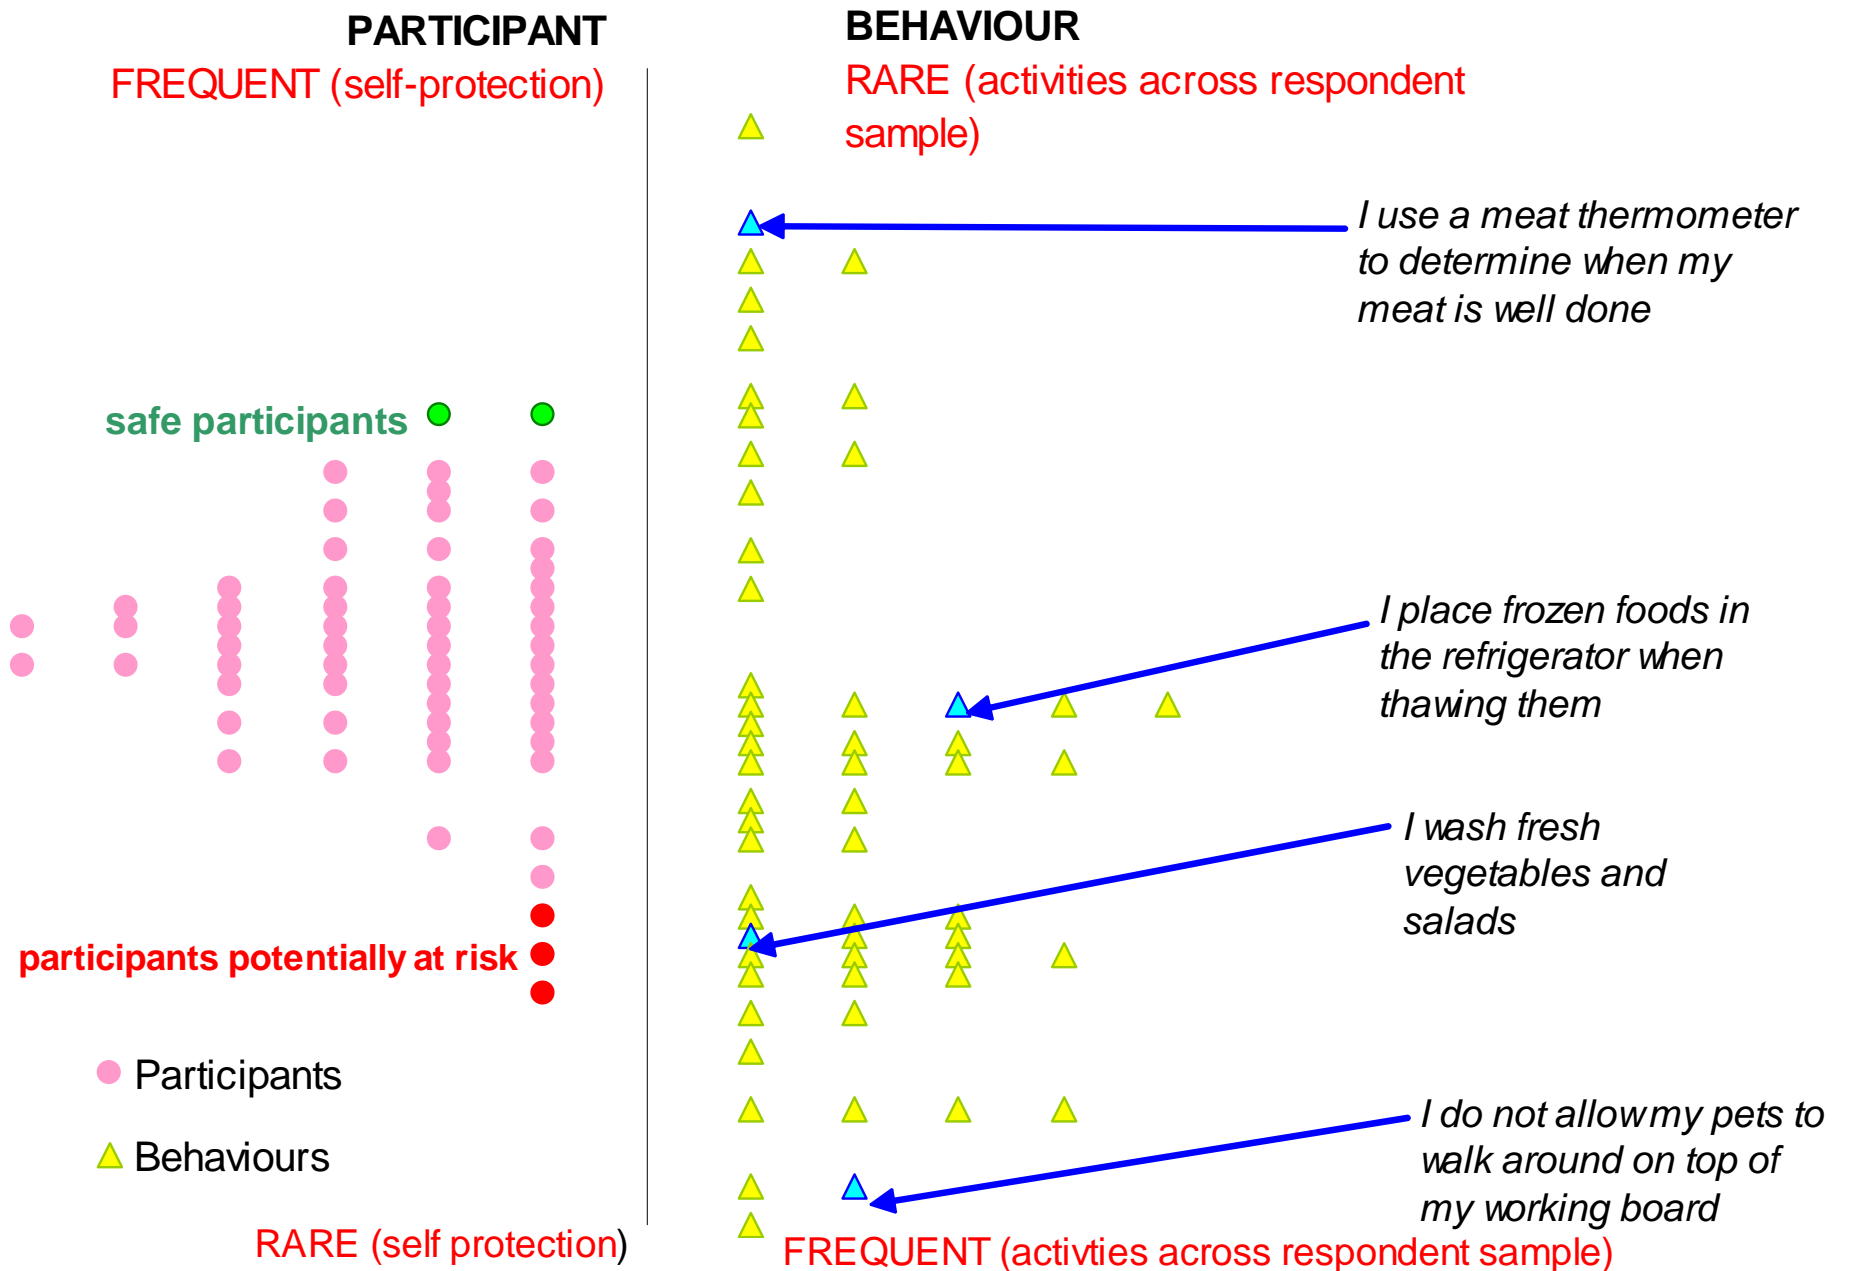 PARTICIPANT
FREQUENT (self-protection)
BEHAVIOUR
RARE (activities across respondent
sample)
I use a meat thermometer
to determine when my
meat is well done
safe participants
I place frozen foods in
the refrigerator when
thawing them
I wash fresh
vegetables and
salads
participants potentially at risk
Participants
Behaviours
I do not allow my pets to
walk around on top of
my working board
RARE (self protection)
FREQUENT (activties across respondent sample)